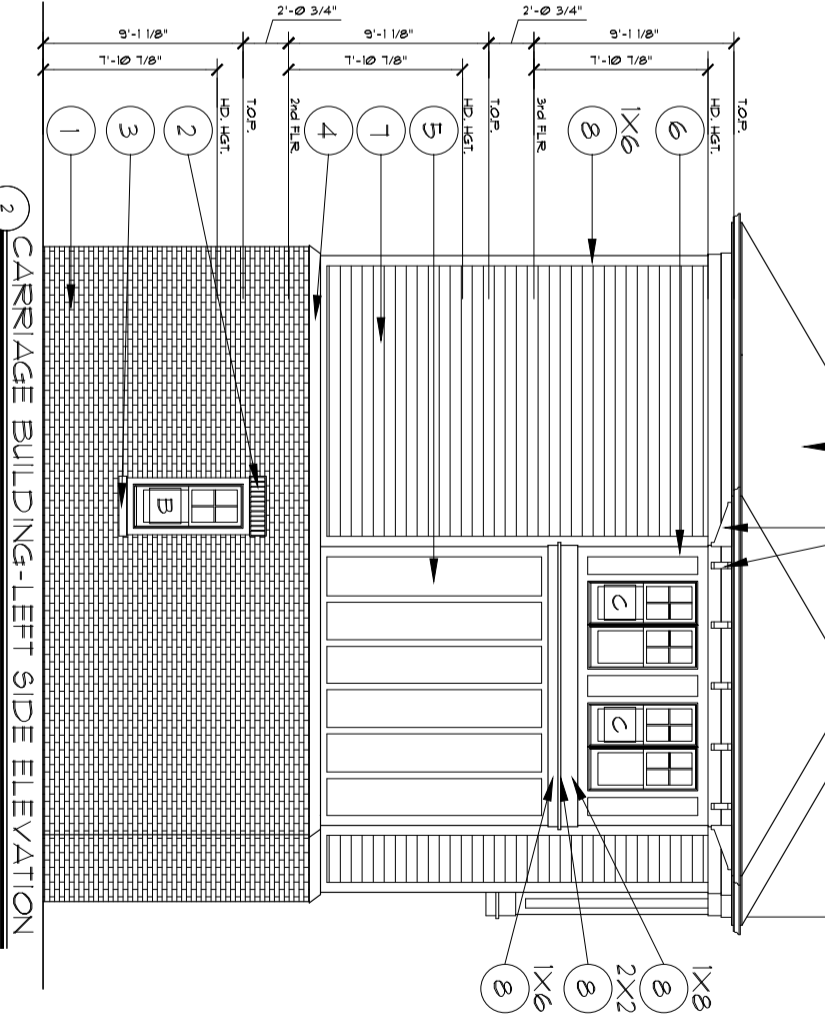 2'-0 3/4"
2'-0 3/4"
9'-1 1/8"
9'-1 1/8"
9'-1 1/8"
7'-10 7/8"
7'-10 7/8"
7'-10 7/8"
T.O.P.
HD. HGT.
3rd FLR
T.O.P.
HD. HGT.
2nd FLR
T.O.P.
HD. HGT.
6
1X6
8
5
7
4
2
3
1
C
C
B
1X8
8
2X2
8
1X6
8
2
CARRIAGE BUILDING-LEFT SIDE ELEVATION